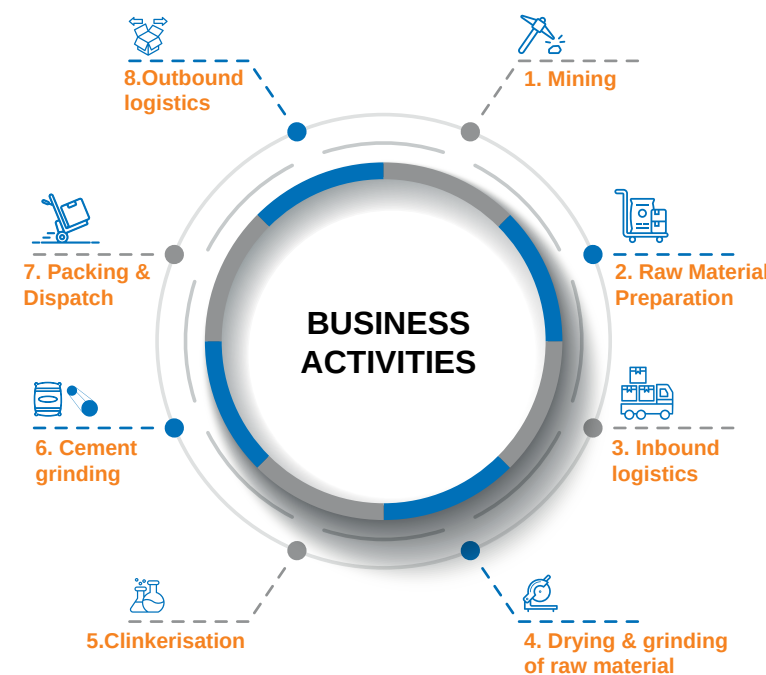 BUSINESS
ACTIVITIES
1. Mining
2. Raw Material
Preparation
3. Inbound
logistics
4. Drying & grinding
of raw material
5.Clinkerisation
6. Cement
grinding
7. Packing &
Dispatch
8.Outbound
logistics